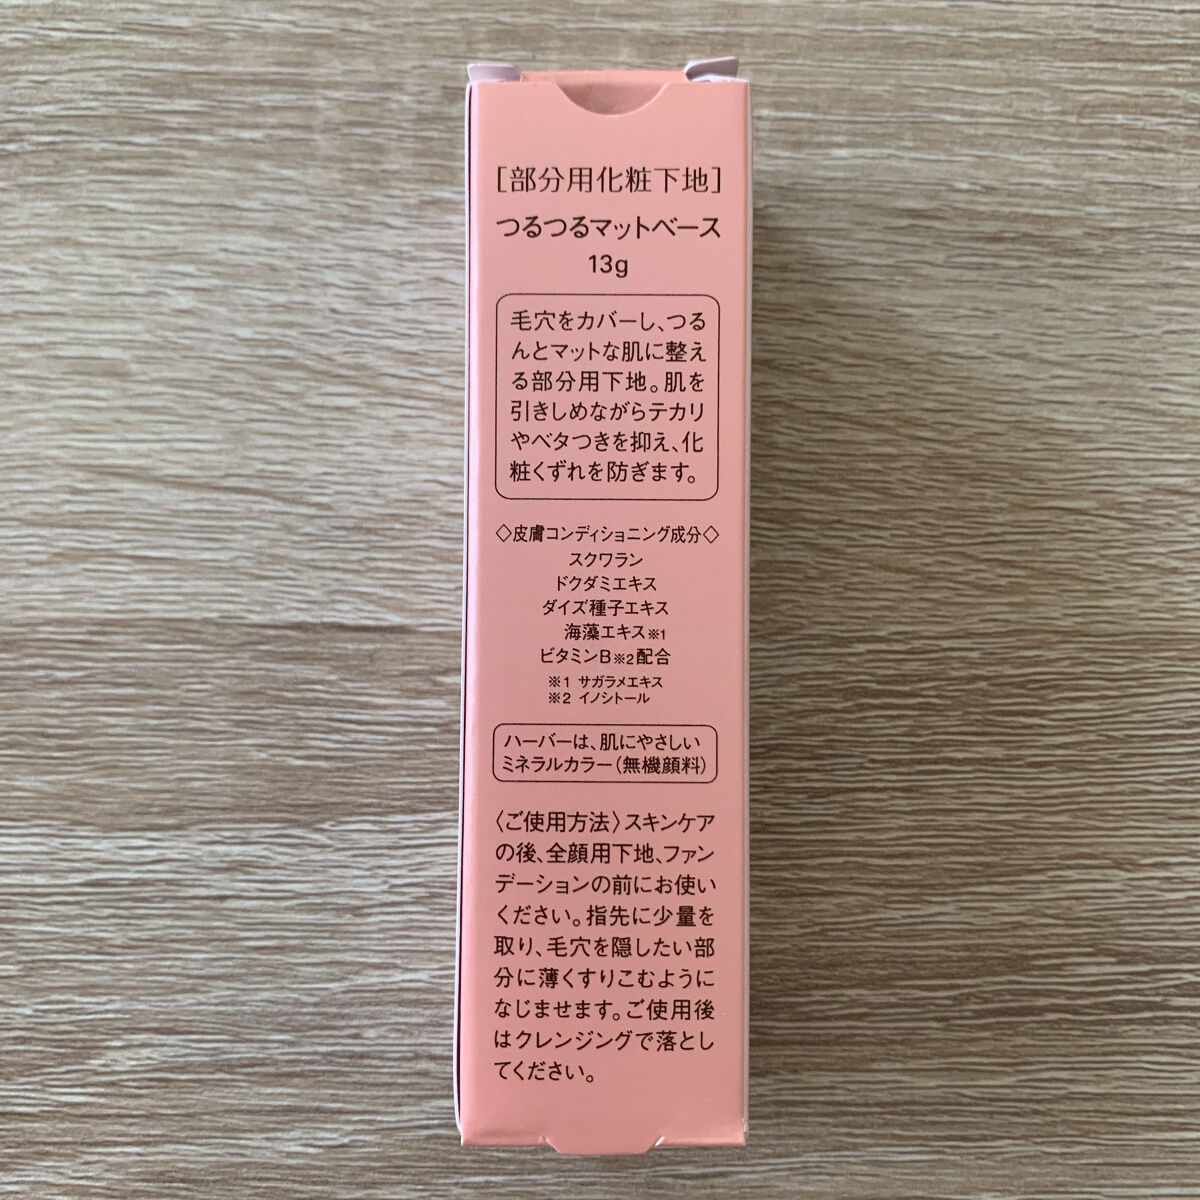 [部分用化粧下地]
つるつるマットベース
13g
毛穴をカバーし、つる
んとマットな肌に整え
る部分用下地。肌を
引きしめながらテカリ
やベタつきを抑え、化
粧くずれを防ぎます。
◇皮膚コンディショニング成分◇
スクワラン
ドクダミエキス
ダイズ種子エキス
海藻エキス※1
ビタミンB※2配合
※1 サガラメエキス
※2 イノシトール
ハーバーは、肌にやさしい
ミネラルカラー(無機顔料)
〈ご使用方法〉スキンケア
の後、全顔用下地、ファン
デーションの前にお使い
ください。指先に少量を
取り、毛穴を隠したい部
分に薄くすりこむように
なじませます。ご使用後
はクレンジングで落とし
てください。